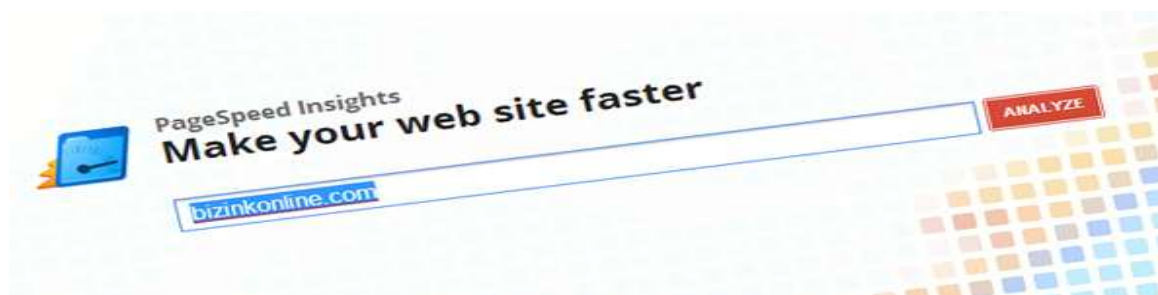 PageSpeed Insights
Make your web site faster
bizinkonline.com
ANALYZE